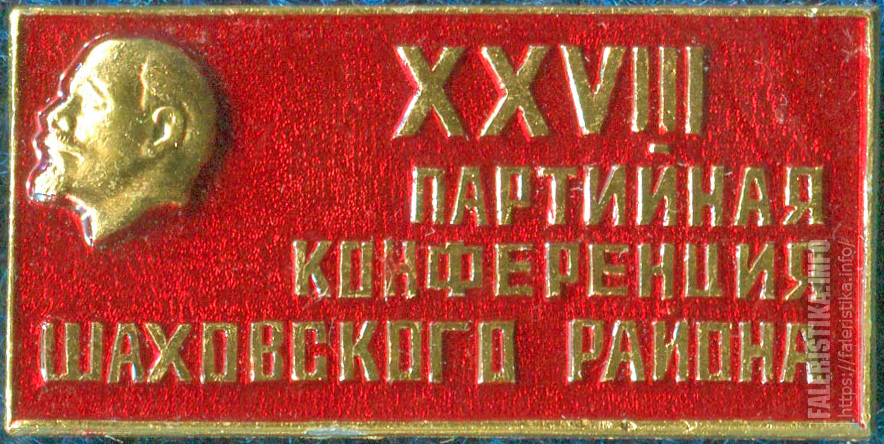 XXVIII
ПАРТИЙНАЯ
КОНФЕРЕНЦИЯ
ШАХОВСКОГО РАЙОНА
FALERISTIKA.INFO
https://faleristika.info/